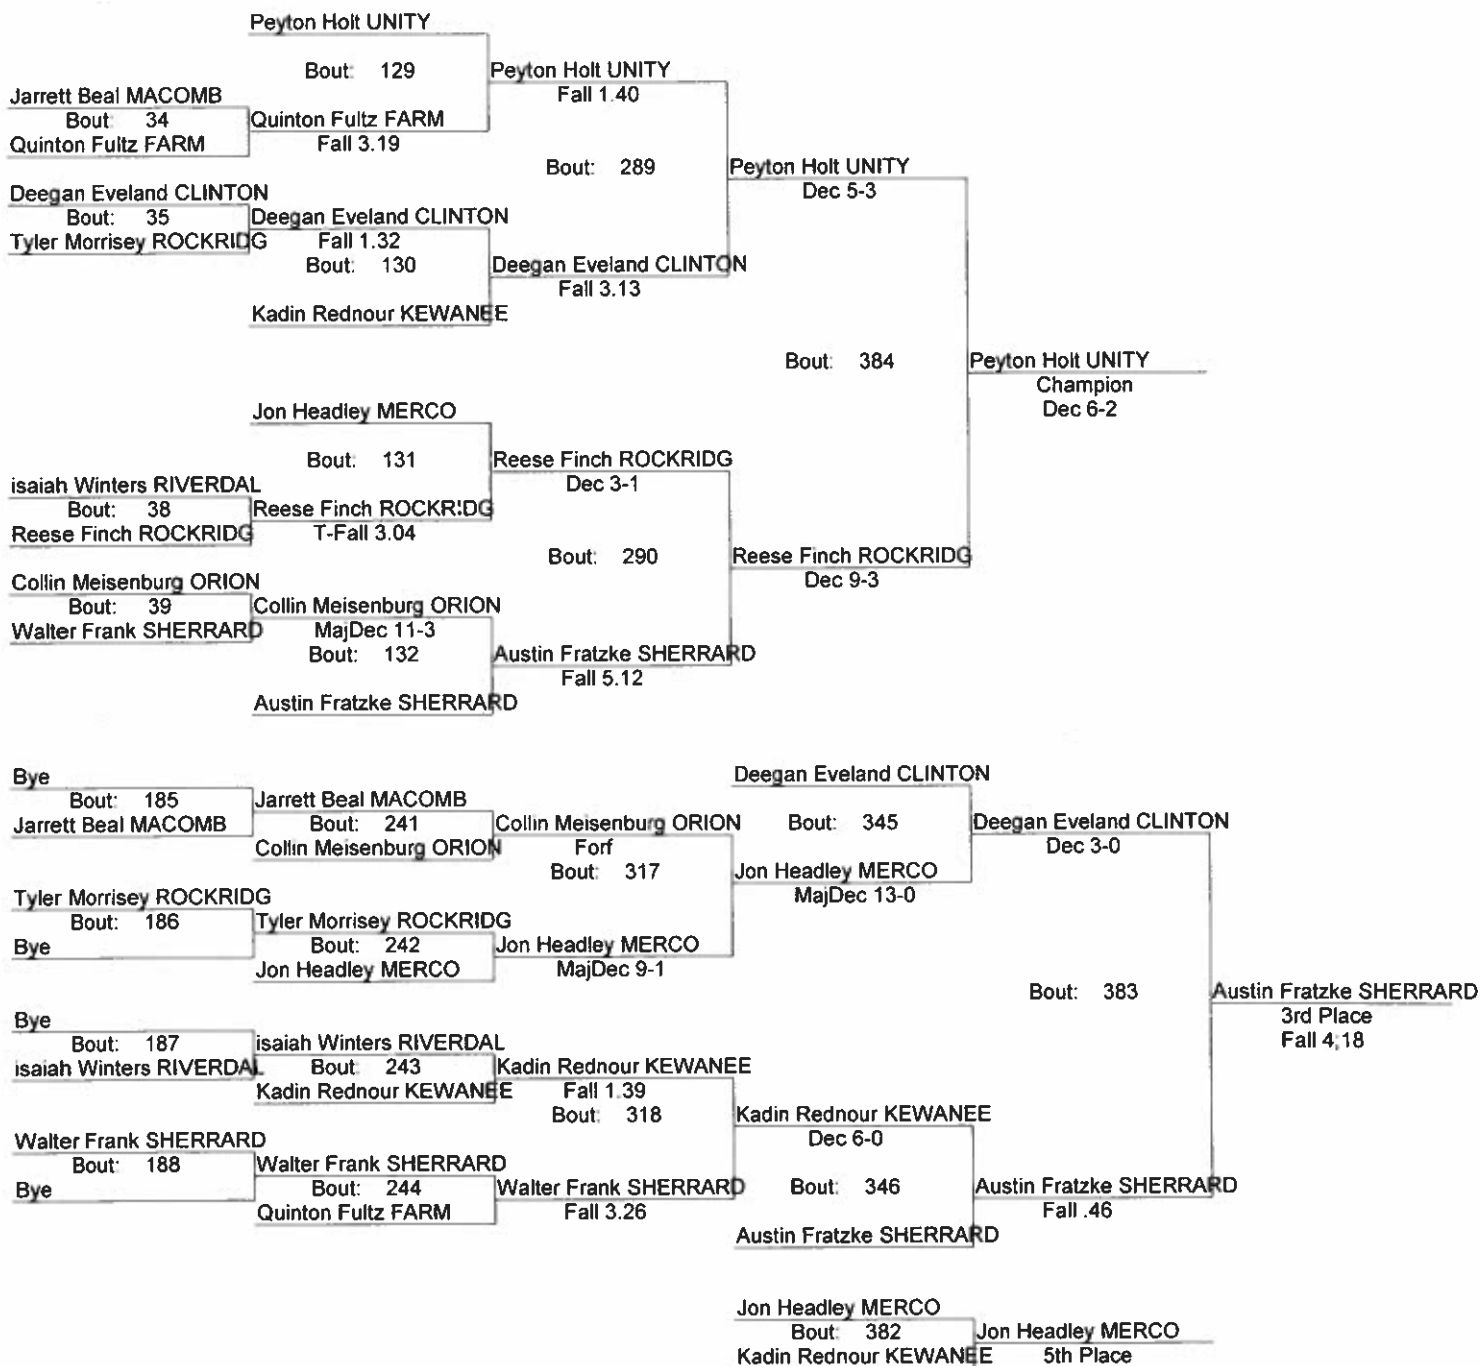 Peyton Holt UNITY
Bout: 129
Peyton Holt UNITY
Fall 1.40
Jarrett Beal MACOMB
Bout: 34
Quinton Fultz FARM
Quinton Fultz FARM
Fall 3.19
Bout: 289
Peyton Holt UNITY
Dec 5-3
Deegan Eveland CLINTON
Bout: 35
Tyler Morrisey ROCKRIDG
Deegan Eveland CLINTON
Fall 1.32
Bout: 130
Deegan Eveland CLINTON
Fall 3.13
Kadin Rednour KEWANEE
Bout: 384
Peyton Holt UNITY
Champion
Dec 6-2
Jon Headley MERCO
Bout: 131
Reese Finch ROCKRIDG
Dec 3-1
isaiah Winters RIVERDAL
Bout: 38
Reese Finch ROCKRIDG
Reese Finch ROCKRIDG
T-Fall 3.04
Bout: 290
Reese Finch ROCKRIDG
Dec 9-3
Collin Meisenburg ORION
Bout: 39
Walter Frank SHERRARD
Collin Meisenburg ORION
MajDec 11-3
Bout: 132
Austin Fratzke SHERRARD
Fall 5.12
Austin Fratzke SHERRARD
Bye
Bout: 185
Jarrett Beal MACOMB
Jarrett Beal MACOMB
Bout: 241
Collin Meisenburg ORION
Collin Meisenburg ORION
Forf
Bout: 317
Deegan Eveland CLINTON
Bout: 345
Jon Headley MERCO
MajDec 13-0
Deegan Eveland CLINTON
Dec 3-0
Tyler Morrisey ROCKRIDG
Bout: 186
Bye
Tyler Morrisey ROCKRIDG
Bout: 242
Jon Headley MERCO
Jon Headley MERCO
MajDec 9-1
Bout: 383
Austin Fratzke SHERRARD
3rd Place
Fall 4;18
Bye
Bout: 187
isaiah Winters RIVERDAL
isaiah Winters RIVERDAL
Bout: 243
Kadin Rednour KEWANEE
Kadin Rednour KEWANEE
Fall 1.39
Bout: 318
Kadin Rednour KEWANEE
Dec 6-0
Walter Frank SHERRARD
Bout: 188
Bye
Walter Frank SHERRARD
Bout: 244
Quinton Fultz FARM
Walter Frank SHERRARD
Fall 3.26
Bout: 346
Austin Fratzke SHERRARD
Austin Fratzke SHERRARD
Fall .46
Jon Headley MERCO
Bout: 382
Kadin Rednour KEWANEE
Jon Headley MERCO
5th Place